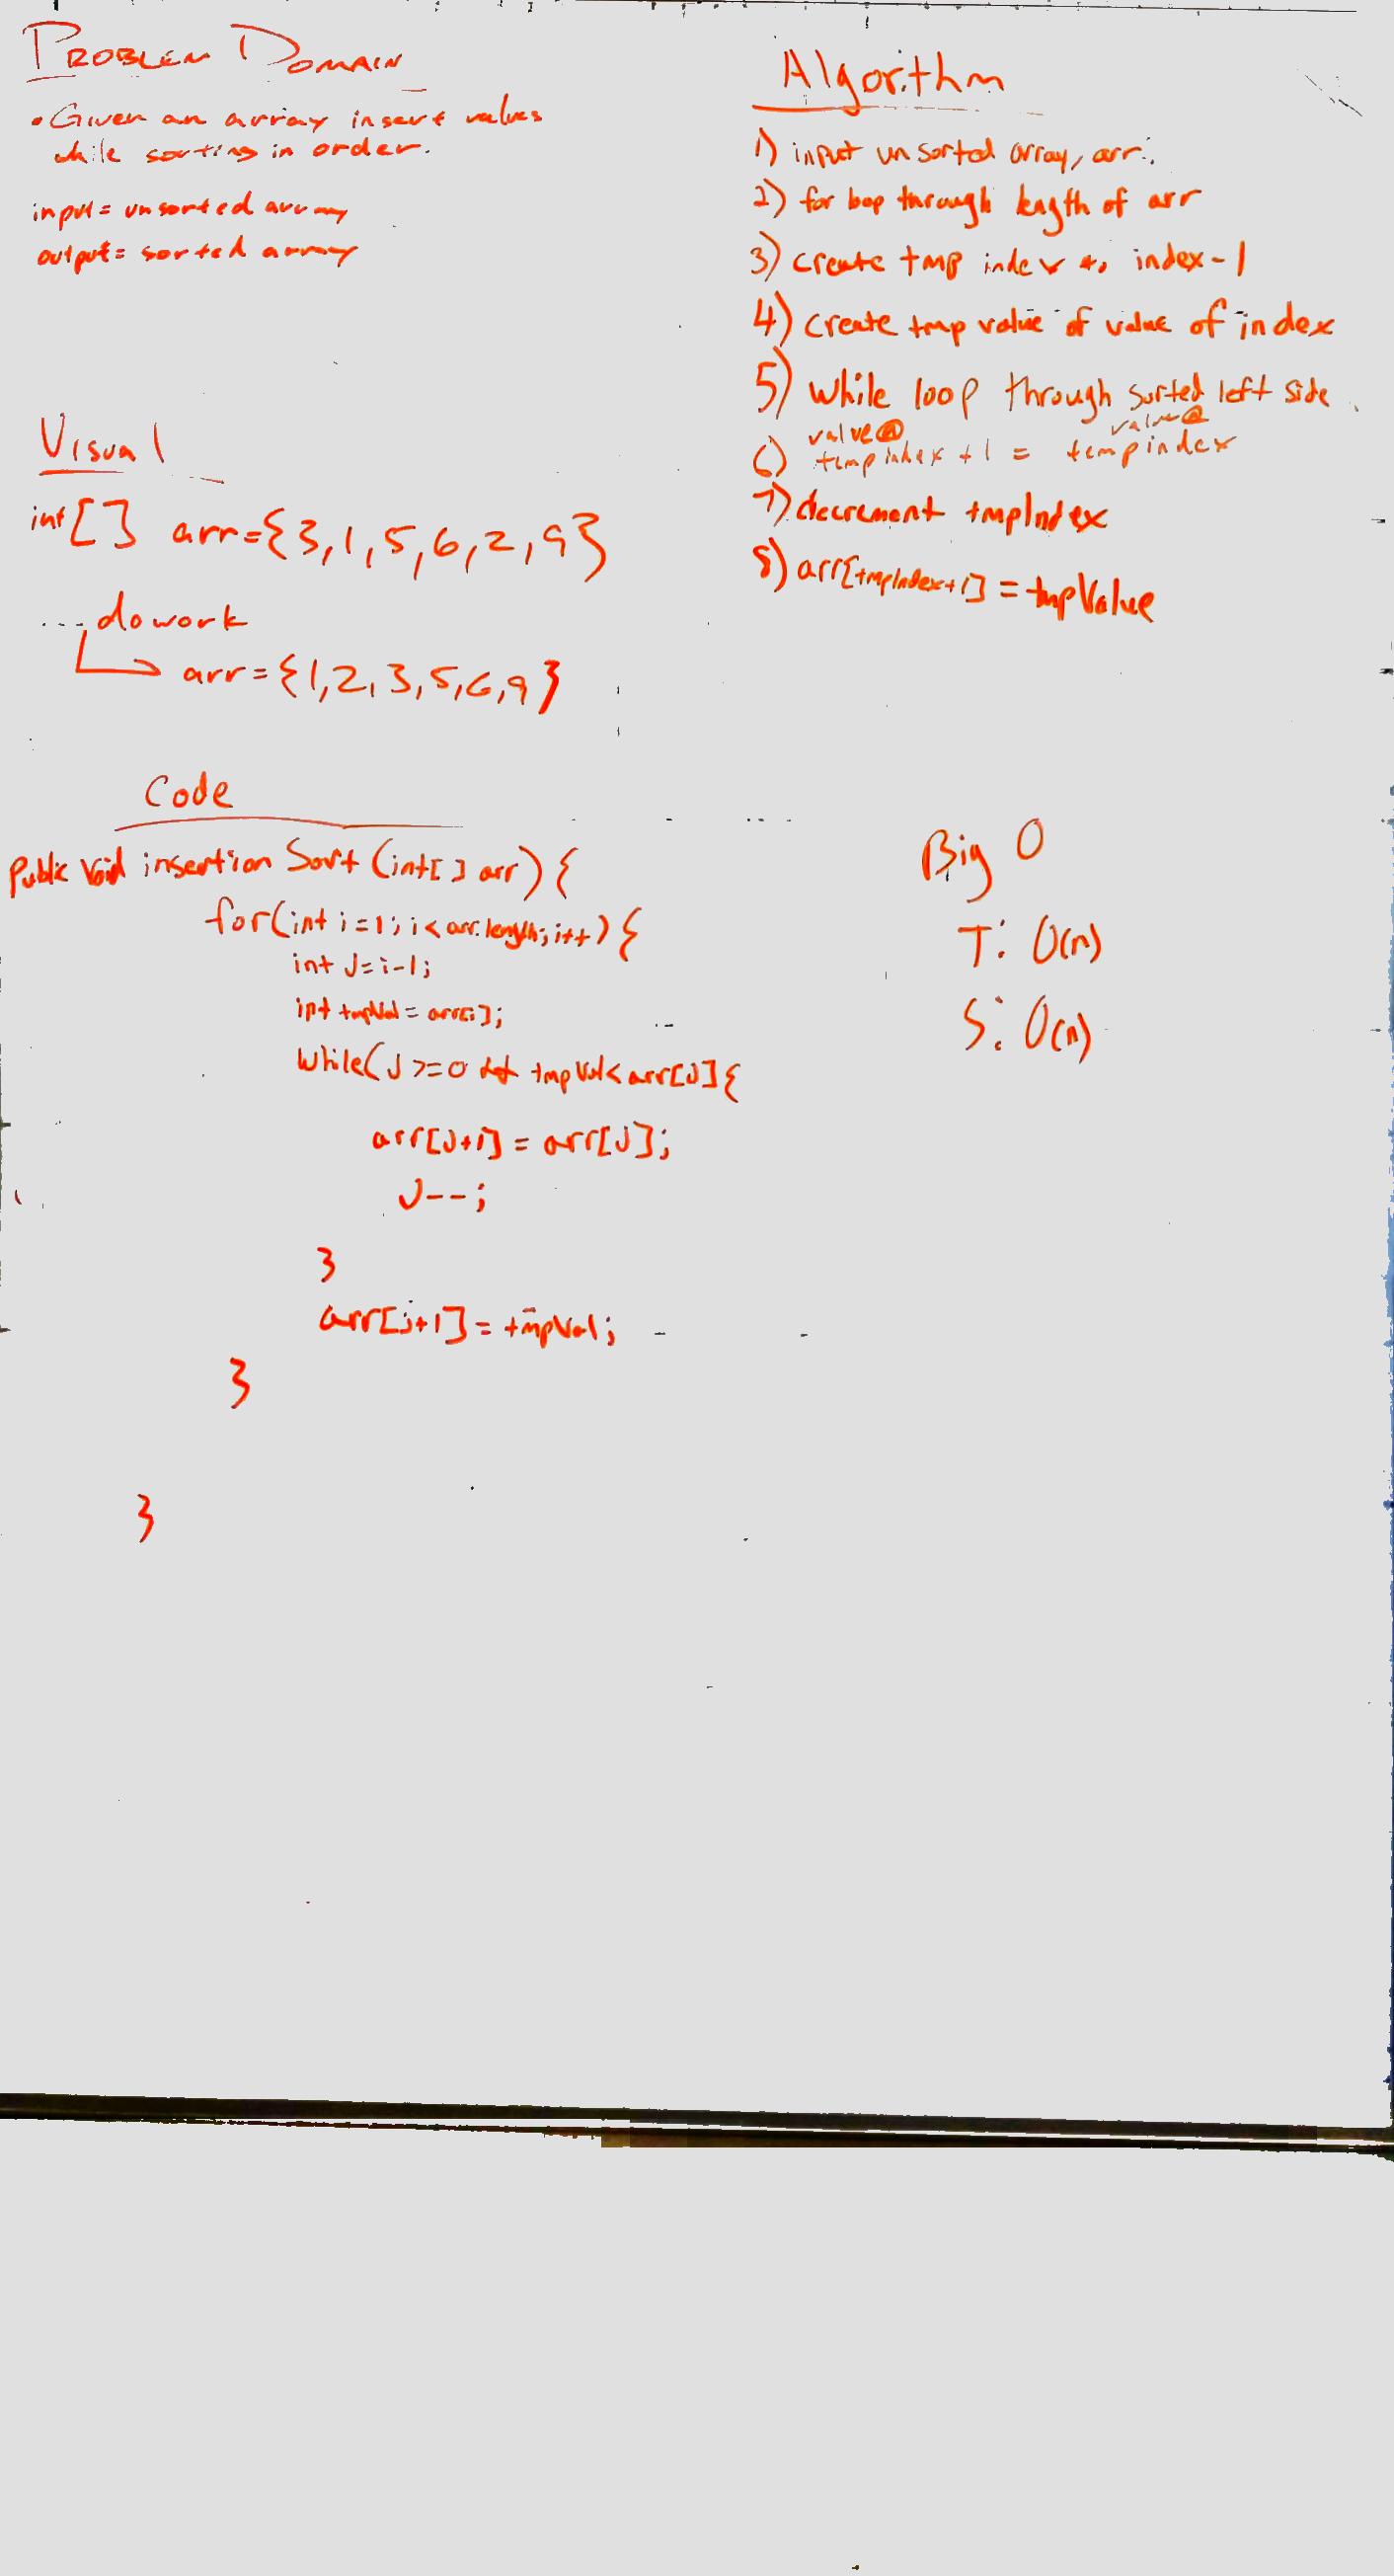 PROBLEM DOMAIN
• Given an array insert values
while sorting in order.
input = unsorted array
output = sorted array
Visual
int[] arr = {3,1,5,6,2,9}
... do work
arr = {1,2,3,5,6,9}
Algorithm
1) input unsorted array, arr.
2) for loop through length of arr
3) create tmp index to index-1
4) create tmp value of value of index
5) while loop through sorted left side
value@ value@
6) tempindex +1 = tempindex
7) decrement tmpIndex
8) arr[tmpIndex+1] = tmpValue
Code
Public void insertion Sort (int[] arr) {
for(int i=1; i<arr.length; i++) {
int J=i-1;
int tmpVal = arr[i];
while(J >=0 && tmpVal< arr[J] {
arr[J+1] = arr[J];
J--;
}
arr[j+1] = tmpVal;
}
}
Big O
T: O(n)
S: O(n)